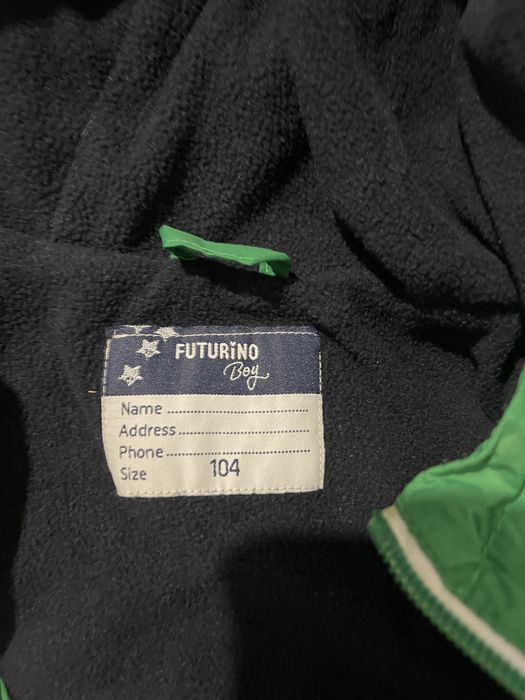 FUTURiNO
Boy
Name ........................................
Address .....................................
Phone ........................................
Size 104